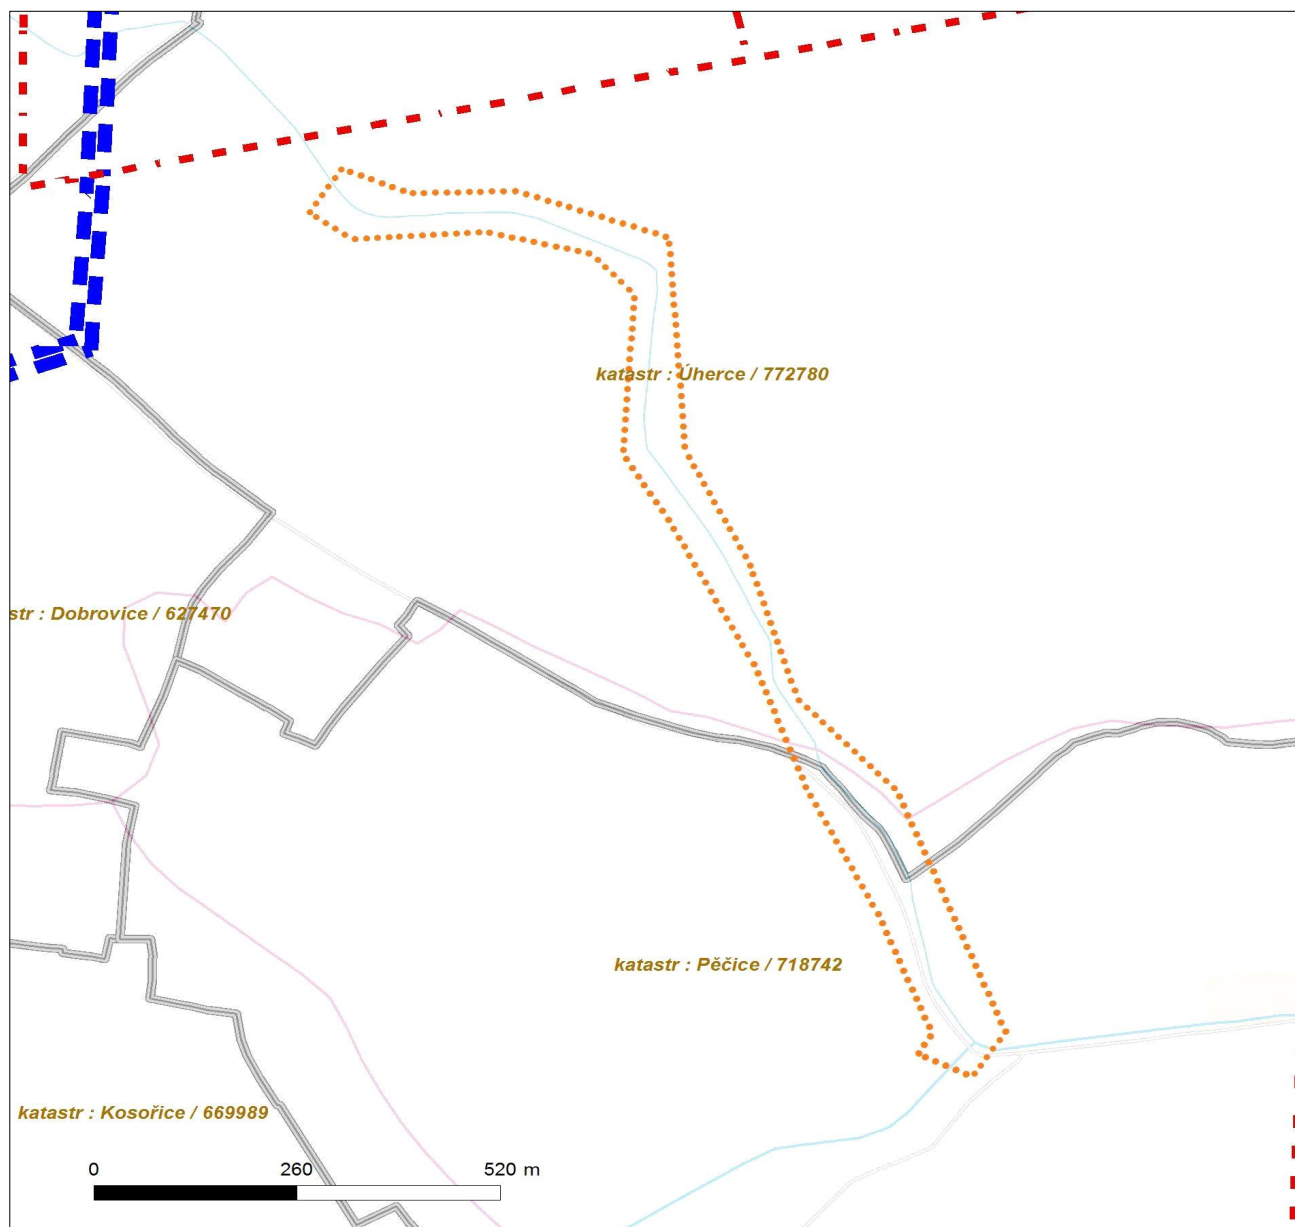 katastr : Úherce / 772780
str : Dobrovice / 627470
katastr : Pěčice / 718742
katastr : Kosořice / 669989
0 260 520 m